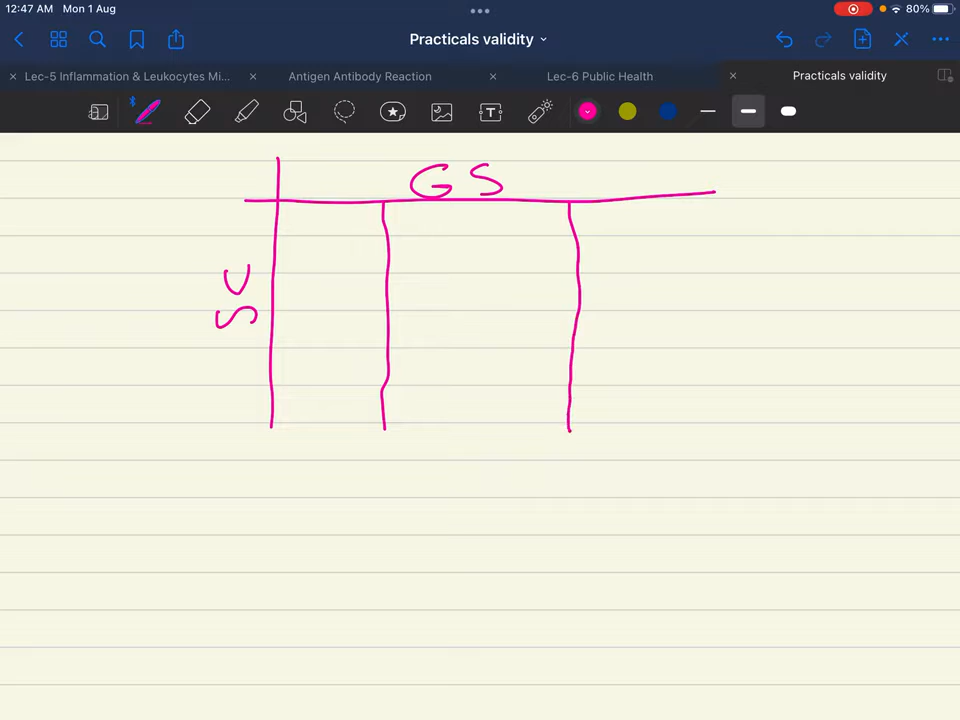 12:47 AM Mon 1 Aug
80%
Practicals validity
Lec-5 Inflammation & Leukocytes Mi...
Antigen Antibody Reaction
Lec-6 Public Health
Practicals validity
T
G S
SC